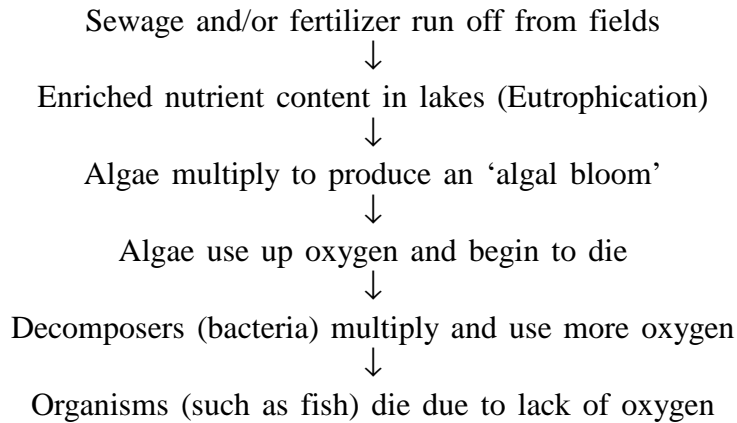 Sewage and/or fertilizer run off from fields
↓
Enriched nutrient content in lakes (Eutrophication)
↓
Algae multiply to produce an ‘algal bloom’
↓
Algae use up oxygen and begin to die
↓
Decomposers (bacteria) multiply and use more oxygen
↓
Organisms (such as fish) die due to lack of oxygen